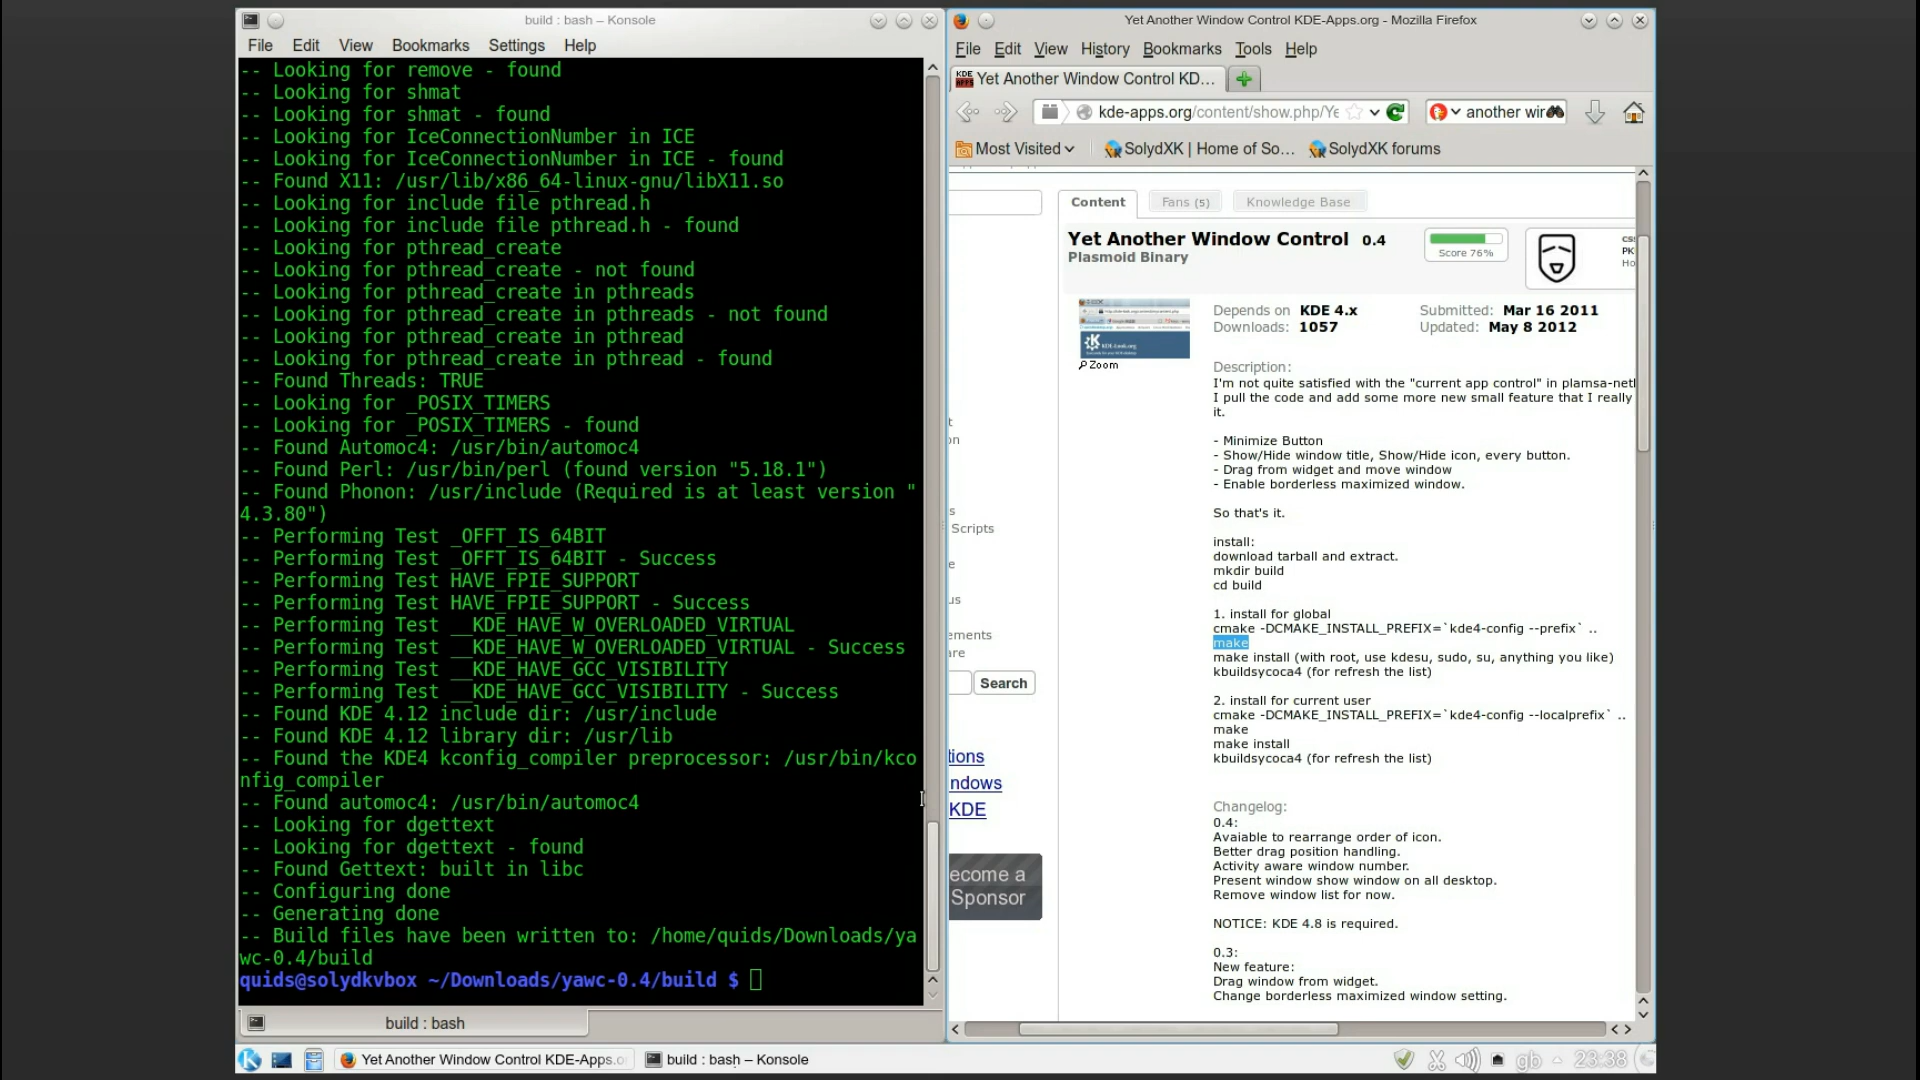 build : bash – Konsole
File Edit View Bookmarks Settings Help
-- Looking for remove - found
-- Looking for shmat
-- Looking for shmat - found
-- Looking for IceConnectionNumber in ICE
-- Looking for IceConnectionNumber in ICE - found
-- Found X11: /usr/lib/x86_64-linux-gnu/libX11.so
-- Looking for include file pthread.h
-- Looking for include file pthread.h - found
-- Looking for pthread_create
-- Looking for pthread_create - not found
-- Looking for pthread_create in pthreads
-- Looking for pthread_create in pthreads - not found
-- Looking for pthread_create in pthread
-- Looking for pthread_create in pthread - found
-- Found Threads: TRUE
-- Looking for _POSIX_TIMERS
-- Looking for _POSIX_TIMERS - found
-- Found Automoc4: /usr/bin/automoc4
-- Found Perl: /usr/bin/perl (found version "5.18.1")
-- Found Phonon: /usr/include (Required is at least version "
4.3.80")
-- Performing Test _OFFT_IS_64BIT
-- Performing Test _OFFT_IS_64BIT - Success
-- Performing Test HAVE_FPIE_SUPPORT
-- Performing Test HAVE_FPIE_SUPPORT - Success
-- Performing Test __KDE_HAVE_W_OVERLOADED_VIRTUAL
-- Performing Test __KDE_HAVE_W_OVERLOADED_VIRTUAL - Success
-- Performing Test __KDE_HAVE_GCC_VISIBILITY
-- Performing Test __KDE_HAVE_GCC_VISIBILITY - Success
-- Found KDE 4.12 include dir: /usr/include
-- Found KDE 4.12 library dir: /usr/lib
-- Found the KDE4 kconfig_compiler preprocessor: /usr/bin/kco
nfig_compiler
-- Found automoc4: /usr/bin/automoc4
-- Looking for dgettext
-- Looking for dgettext - found
-- Found Gettext: built in libc
-- Configuring done
-- Generating done
-- Build files have been written to: /home/quids/Downloads/ya
wc-0.4/build
quids@solydkvbox ~/Downloads/yawc-0.4/build $
build : bash
Yet Another Window Control KDE-Apps.org - Mozilla Firefox
File Edit View History Bookmarks Tools Help
KDE APPS Yet Another Window Control KD...
kde-apps.org/content/show.php/Ye another wir
Most Visited SolydXK | Home of So... SolydXK forums
Content Fans (5) Knowledge Base
Yet Another Window Control 0.4
Plasmoid Binary
Score 76%
Zoom
Depends on KDE 4.x Submitted: Mar 16 2011
Downloads: 1057 Updated: May 8 2012
Description:
I'm not quite satisfied with the "current app control" in plamsa-netl
I pull the code and add some more new small feature that I really
it.
- Minimize Button
- Show/Hide window title, Show/Hide icon, every button.
- Drag from widget and move window
- Enable borderless maximized window.
So that's it.
install:
download tarball and extract.
mkdir build
cd build
1. install for global
cmake -DCMAKE_INSTALL_PREFIX=`kde4-config --prefix` ..
make
make install (with root, use kdesu, sudo, su, anything you like)
kbuildsycoca4 (for refresh the list)
2. install for current user
cmake -DCMAKE_INSTALL_PREFIX=`kde4-config --localprefix` ..
make
make install
kbuildsycoca4 (for refresh the list)
Changelog:
0.4:
Avaiable to rearrange order of icon.
Better drag position handling.
Activity aware window number.
Present window show window on all desktop.
Remove window list for now.
NOTICE: KDE 4.8 is required.
0.3:
New feature:
Drag window from widget.
Change borderless maximized window setting.
Scripts
ements
Search
tions
ndows
KDE
ecome a
Sponsor
Yet Another Window Control KDE-Apps.o build : bash – Konsole gb 23:38